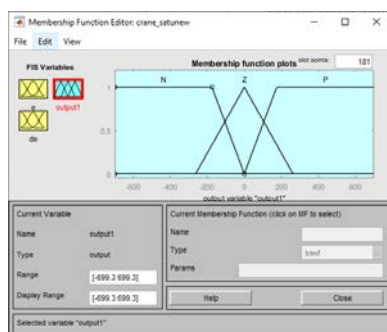 Membership Function Editor: crane_satunew
File Edit View
FIS Variables
Membership function plots
plot points:
181
N Z P
e
output1
de
1
0.5
0
-600 -400 -200 0 200 400 600
output variable "output1"
Current Variable
Name output1
Type output
Range [-699.3 699.3]
Display Range [-699.3 699.3]
Current Membership Function (click on MF to select)
Name
Type trimf
Params
Help Close
Selected variable "output1"